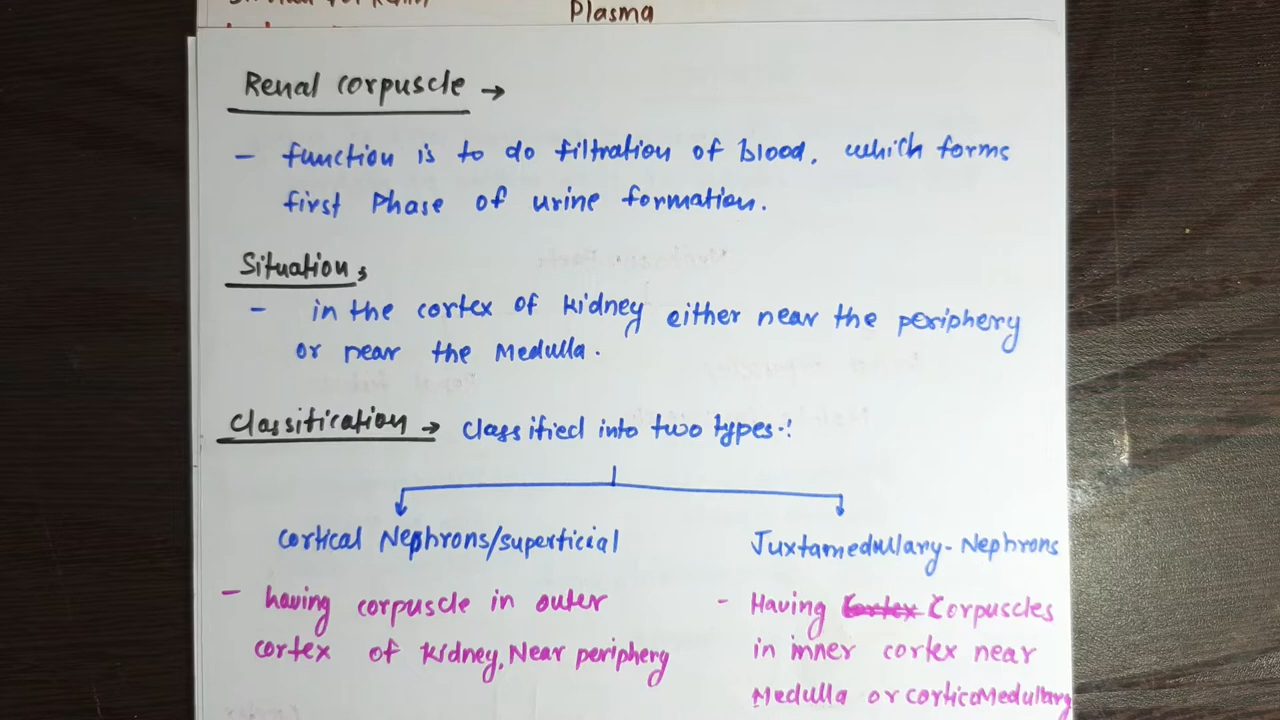 Plasma
Renal corpuscle →
- function is to do filtration of blood, which forms
first Phase of urine formation.
Situation,
- in the cortex of kidney either near the periphery
or near the Medulla.
Classification → classified into two types-:
cortical Nephrons/superficial
Juxtamedullary-Nephrons
- having corpuscle in outer
cortex of kidney, Near periphery
- Having Corpuscles
in inner cortex near
Medulla or corticoMedullary